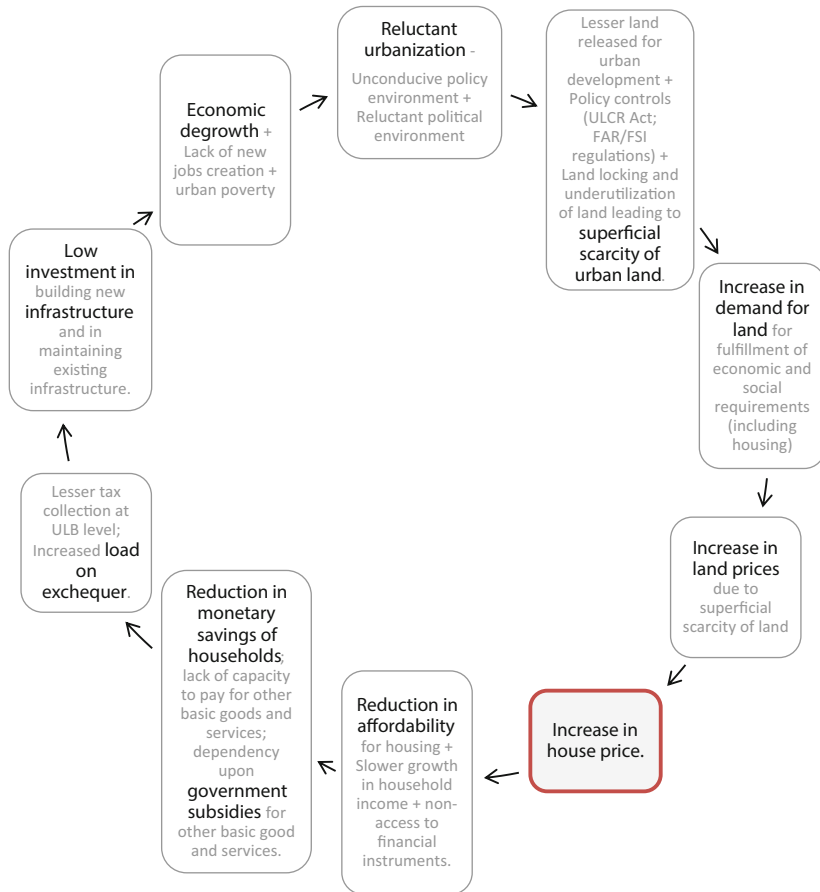 Reluctant
urbanization -
Unconducive policy
environment +
Reluctant political
environment
Lesser land
released for
urban
development +
Policy controls
(ULCR Act;
FAR/FSI
regulations) +
Land locking and
underutilization
of land leading to
superficial
scarcity of
urban land.
Increase in
demand for
land for
fulfillment of
economic and
social
requirements
(including
housing)
Increase in
land prices
due to
superficial
scarcity of land
Increase in
house price.
Reduction in
affordability
for housing +
Slower growth
in household
income + non-
access to
financial
instruments.
Reduction in
monetary
savings of
households;
lack of capacity
to pay for other
basic goods and
services;
dependency
upon
government
subsidies for
other basic good
and services.
Lesser tax
collection at
ULB level;
Increased load
on
exchequer.
Low
investment in
building new
infrastructure
and in
maintaining
existing
infrastructure.
Economic
degrowth +
Lack of new
jobs creation +
urban poverty